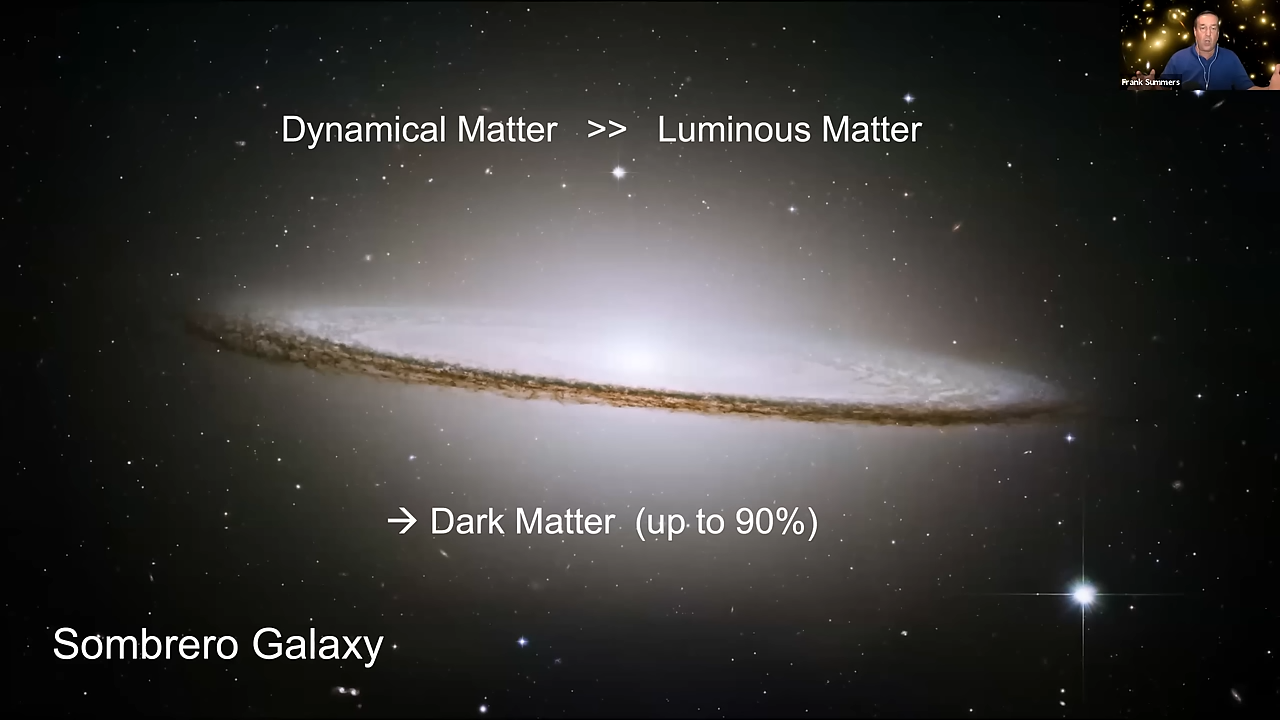 Frank Summers
Dynamical Matter >> Luminous Matter
→ Dark Matter (up to 90%)
Sombrero Galaxy